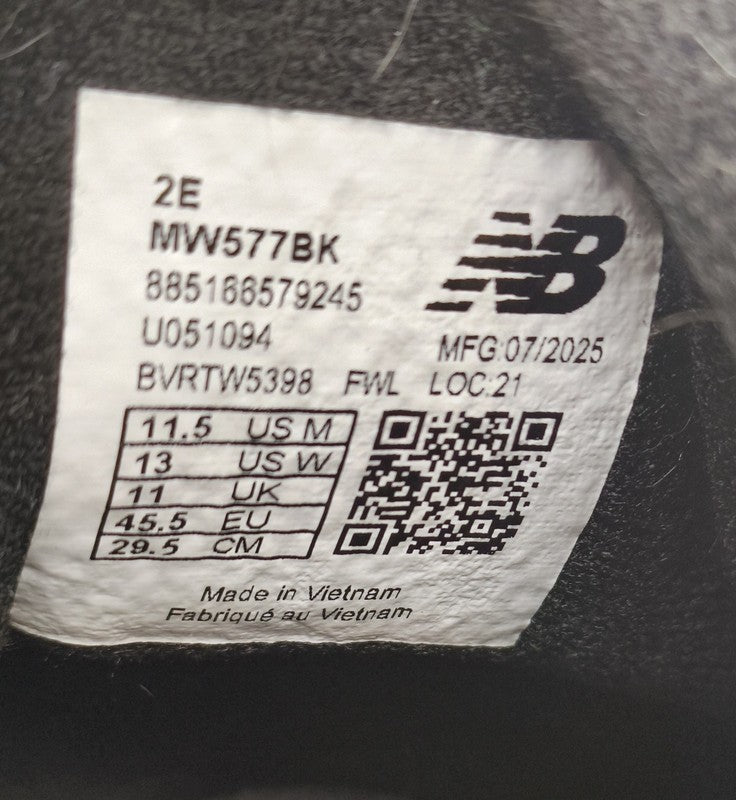 2E
MW577BK
885166579245
U051094
NB
MFG:07/2025
BVRTW5398 FWL LOC:21
11.5 US M
13 US W
11 UK
45.5 EU
29.5 CM
Made in Vietnam
Fabriqué au Vietnam